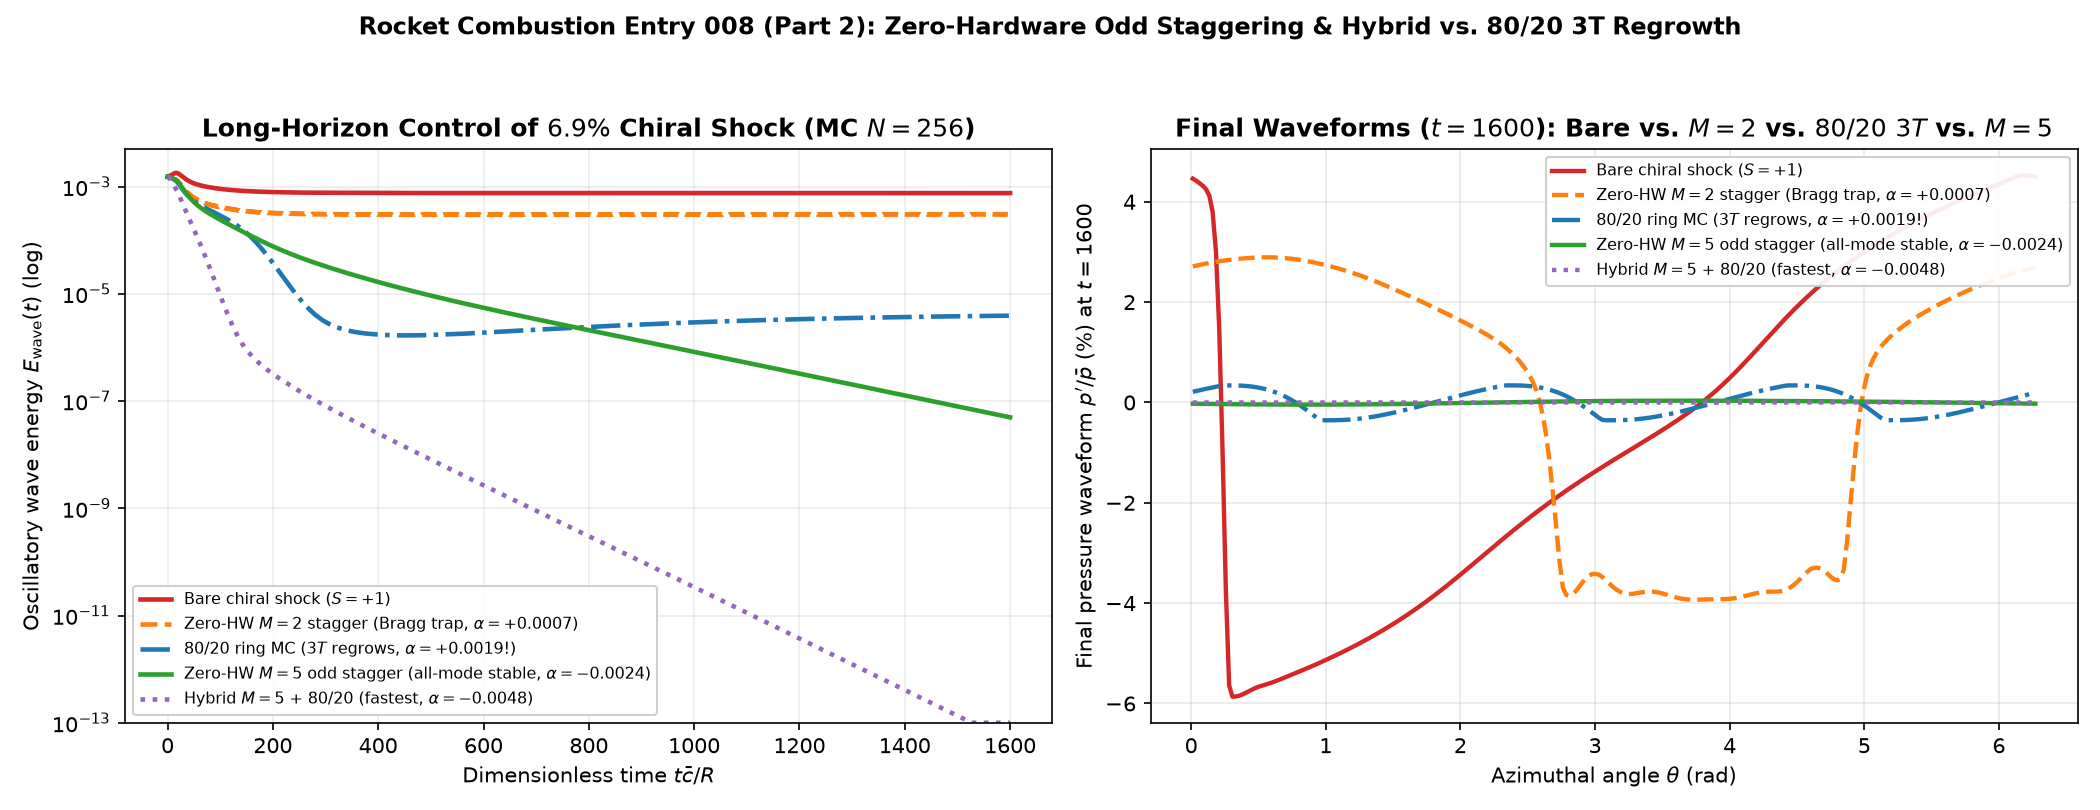 Rocket Combustion Entry 008 (Part 2): Zero-Hardware Odd Staggering & Hybrid vs. 80/20 3T Regrowth
Long-Horizon Control of 6.9% Chiral Shock (MC N = 256)
Oscillatory wave energy E_wave(t) (log)
10⁻³
10⁻⁵
10⁻⁷
10⁻⁹
10⁻¹¹
10⁻¹³
Bare chiral shock (S = +1)
Zero-HW M = 2 stagger (Bragg trap, α = +0.0007)
80/20 ring MC (3T regrows, α = +0.0019!)
Zero-HW M = 5 odd stagger (all-mode stable, α = −0.0024)
Hybrid M = 5 + 80/20 (fastest, α = −0.0048)
0 200 400 600 800 1000 1200 1400 1600
Dimensionless time tc̄/R
Final Waveforms (t = 1600): Bare vs. M = 2 vs. 80/20 3T vs. M = 5
Final pressure waveform p′/p̄ (%) at t = 1600
4
2
0
−2
−4
−6
Bare chiral shock (S = +1)
Zero-HW M = 2 stagger (Bragg trap, α = +0.0007)
80/20 ring MC (3T regrows, α = +0.0019!)
Zero-HW M = 5 odd stagger (all-mode stable, α = −0.0024)
Hybrid M = 5 + 80/20 (fastest, α = −0.0048)
0 1 2 3 4 5 6
Azimuthal angle θ (rad)